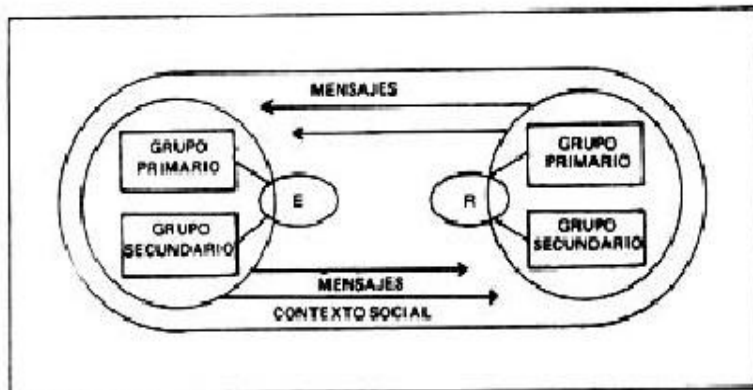 MENSAJES
GRUPO
PRIMARIO
GRUPO
SECUNDARIO
E
R
GRUPO
PRIMARIO
GRUPO
SECUNDARIO
MENSAJES
CONTEXTO SOCIAL